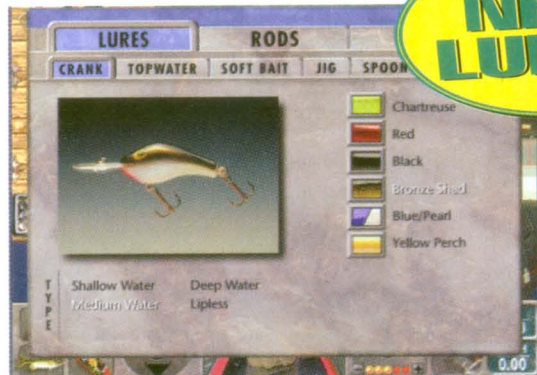 LURES RODS
CRANK TOPWATER SOFT BAIT JIG SPOON
Chartreuse
Red
Black
Bronze Shad
Blue/Pearl
Yellow Perch
TYPE
Shallow Water Deep Water
Medium Water Lipless
0.00